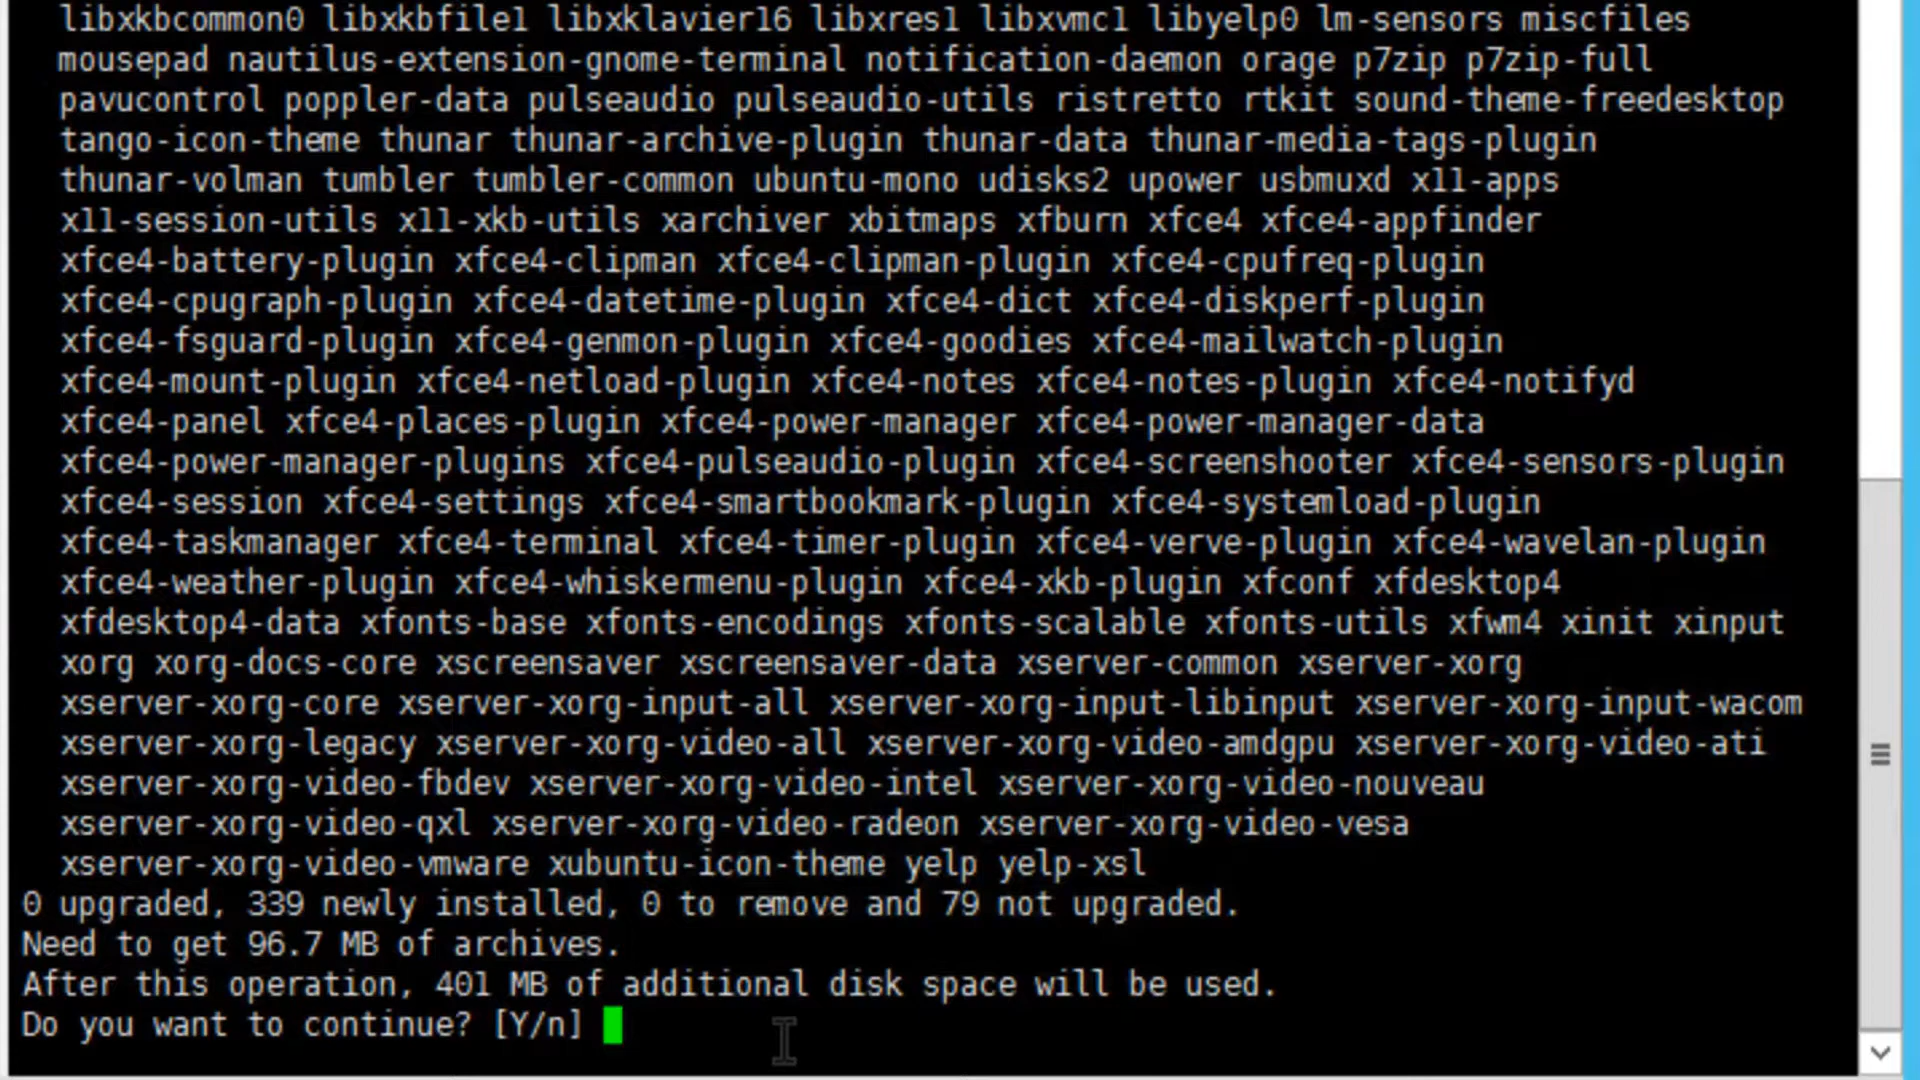 libxkbcommon0 libxkbfile1 libxklavier16 libxres1 libxvmc1 libyelp0 lm-sensors miscfiles
mousepad nautilus-extension-gnome-terminal notification-daemon orage p7zip p7zip-full
pavucontrol poppler-data pulseaudio pulseaudio-utils ristretto rtkit sound-theme-freedesktop
tango-icon-theme thunar thunar-archive-plugin thunar-data thunar-media-tags-plugin
thunar-volman tumbler tumbler-common ubuntu-mono udisks2 upower usbmuxd x11-apps
x11-session-utils x11-xkb-utils xarchiver xbitmaps xfburn xfce4 xfce4-appfinder
xfce4-battery-plugin xfce4-clipman xfce4-clipman-plugin xfce4-cpufreq-plugin
xfce4-cpugraph-plugin xfce4-datetime-plugin xfce4-dict xfce4-diskperf-plugin
xfce4-fsguard-plugin xfce4-genmon-plugin xfce4-goodies xfce4-mailwatch-plugin
xfce4-mount-plugin xfce4-netload-plugin xfce4-notes xfce4-notes-plugin xfce4-notifyd
xfce4-panel xfce4-places-plugin xfce4-power-manager xfce4-power-manager-data
xfce4-power-manager-plugins xfce4-pulseaudio-plugin xfce4-screenshooter xfce4-sensors-plugin
xfce4-session xfce4-settings xfce4-smartbookmark-plugin xfce4-systemload-plugin
xfce4-taskmanager xfce4-terminal xfce4-timer-plugin xfce4-verve-plugin xfce4-wavelan-plugin
xfce4-weather-plugin xfce4-whiskermenu-plugin xfce4-xkb-plugin xfconf xfdesktop4
xfdesktop4-data xfonts-base xfonts-encodings xfonts-scalable xfonts-utils xfwm4 xinit xinput
xorg xorg-docs-core xscreensaver xscreensaver-data xserver-common xserver-xorg
xserver-xorg-core xserver-xorg-input-all xserver-xorg-input-libinput xserver-xorg-input-wacom
xserver-xorg-legacy xserver-xorg-video-all xserver-xorg-video-amdgpu xserver-xorg-video-ati
xserver-xorg-video-fbdev xserver-xorg-video-intel xserver-xorg-video-nouveau
xserver-xorg-video-qxl xserver-xorg-video-radeon xserver-xorg-video-vesa
xserver-xorg-video-vmware xubuntu-icon-theme yelp yelp-xsl
0 upgraded, 339 newly installed, 0 to remove and 79 not upgraded.
Need to get 96.7 MB of archives.
After this operation, 401 MB of additional disk space will be used.
Do you want to continue? [Y/n]